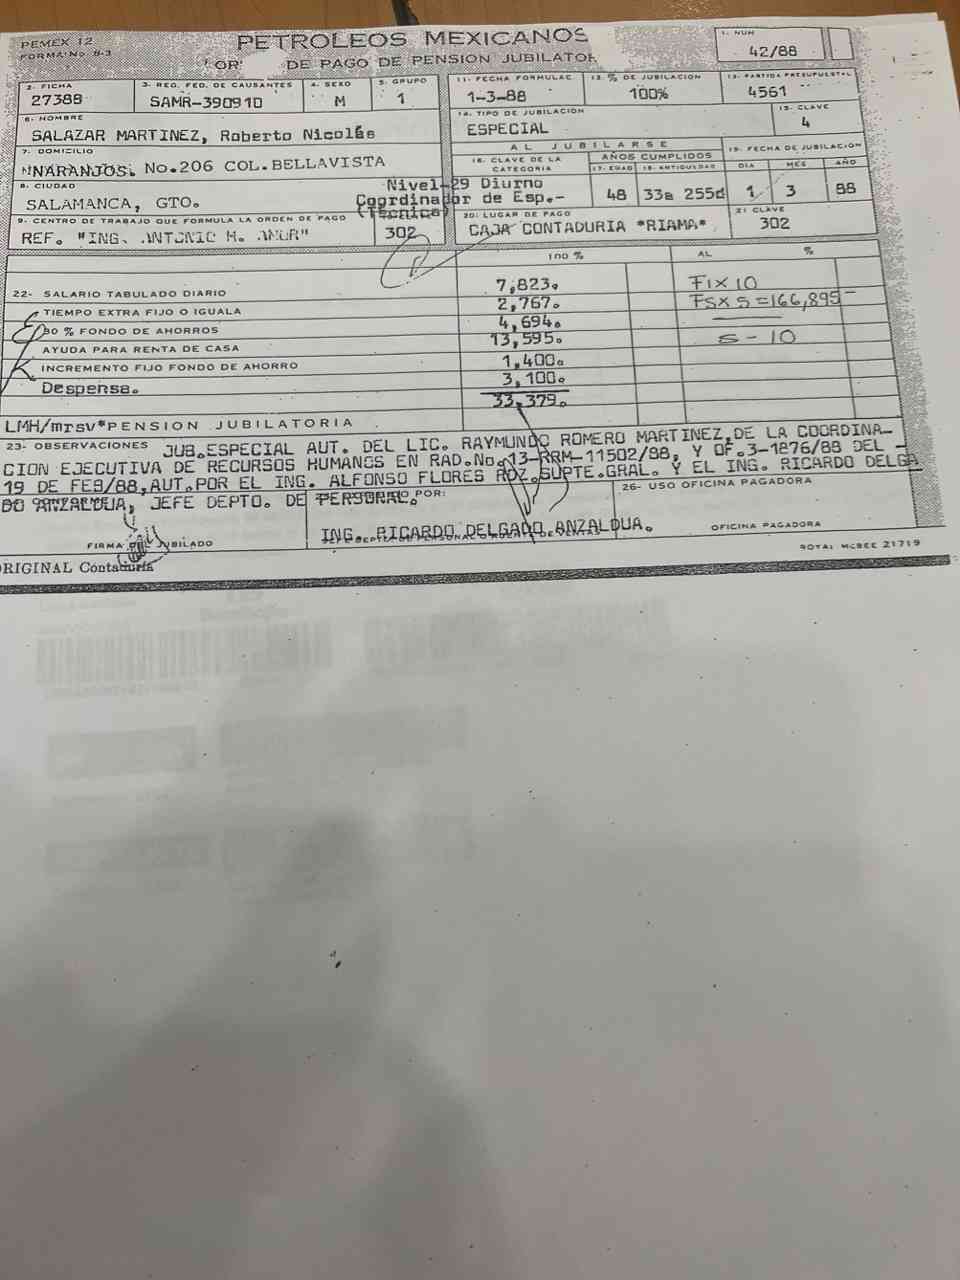 PEMEX 12
FORMA No. 8-3
PETROLEOS MEXICANOS
DE PAGO DE PENSION JUBILATOR
1. NUM
42/88
2. FICHA
27388
3. REG. FED. DE CAUSANTES
SAMR-390910
4. SEXO
M
5. GRUPO
1
11. FECHA FORMULAC
1-3-88
12. % DE JUBILACION
100%
13. PARTIDA PRESUPUESTAL
4561
6. NOMBRE
SALAZAR MARTINEZ, Roberto Nicolás
14. TIPO DE JUBILACION
ESPECIAL
15. CLAVE
4
7. DOMICILIO
NARANJOS. No.206 COL.BELLAVISTA
AL JUBILARSE
16. CLAVE DE LA CATEGORIA
AÑOS CUMPLIDOS
17. EDAD
48
18. ANTIGUEDAD
33a 255d
19. FECHA DE JUBILACION
DIA MES AÑO
1 3 88
8. CIUDAD
SALAMANCA, GTO.
Nivel-29 Diurno
Coordinador de Esp.-
(Técnica)
9. CENTRO DE TRABAJO QUE FORMULA LA ORDEN DE PAGO
REF. "ING. ANTONIO M. AMOR"
302
20. LUGAR DE PAGO
CAJA CONTADURIA *RIAMA*
21. CLAVE
302
100 %
AL %
22- SALARIO TABULADO DIARIO 7,823.
FIX 10
TIEMPO EXTRA FIJO O IGUALA 2,767.
FS x 5 = 166,895-
30 % FONDO DE AHORROS 4,694.
AYUDA PARA RENTA DE CASA 13,595.
S - 10
INCREMENTO FIJO FONDO DE AHORRO 1,400.
Despensa. 3,100.
33,379.
LMH/mrsv*PENSION JUBILATORIA
23- OBSERVACIONES JUB.ESPECIAL AUT. DEL LIC. RAYMUNDO ROMERO MARTINEZ,DE LA COORDINA-
CION EJECUTIVA DE RECURSOS HUMANOS EN RAD.No.13-RRM-11502/88, Y OF.3-1876/88 DEL -
19 DE FEB/88,AUT.POR EL ING. ALFONSO FLORES RDZ.SUPTE.GRAL. Y EL ING. RICARDO DELGA
DO ANZALDUA, JEFE DEPTO. DE PERSONAL.
POR:
26- USO OFICINA PAGADORA
ING. RICARDO DELGADO ANZALDUA.
FIRMA DEL JUBILADO
OFICINA PAGADORA
ORIGINAL Contaduría
ROYAL MCBEE 21719